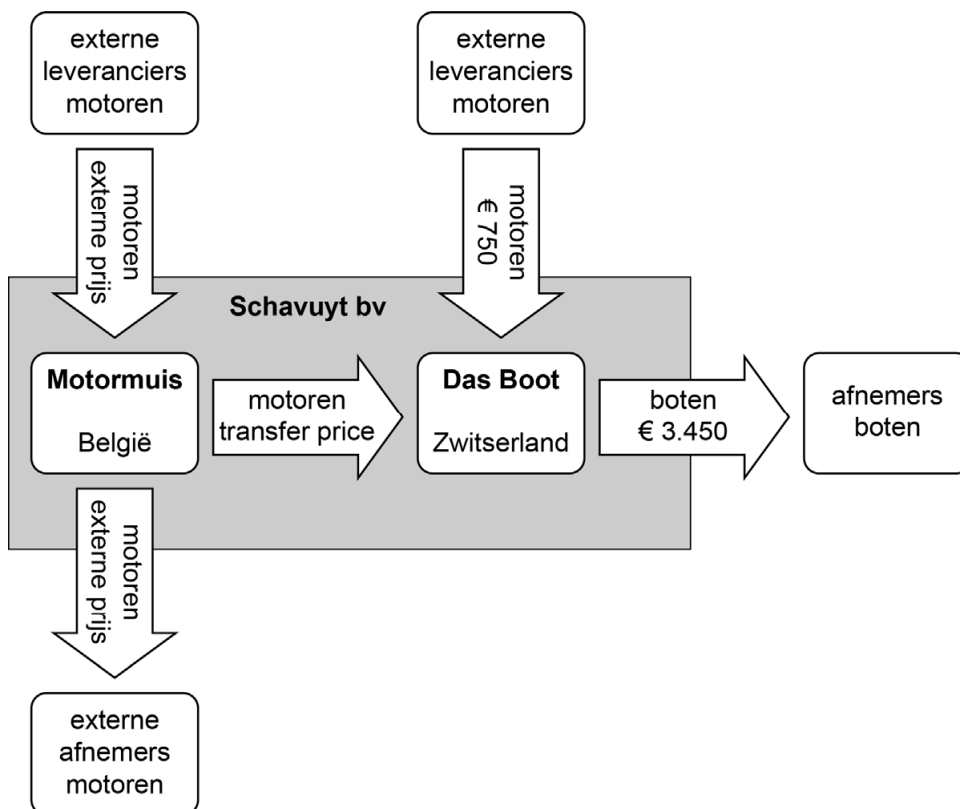 externe
leveranciers
motoren
externe
leveranciers
motoren
motoren
externe prijs
motoren
€ 750
Schavuyt bv
Motormuis
België
motoren
transfer price
Das Boot
Zwitserland
boten
€ 3.450
afnemers
boten
motoren
externe prijs
externe
afnemers
motoren